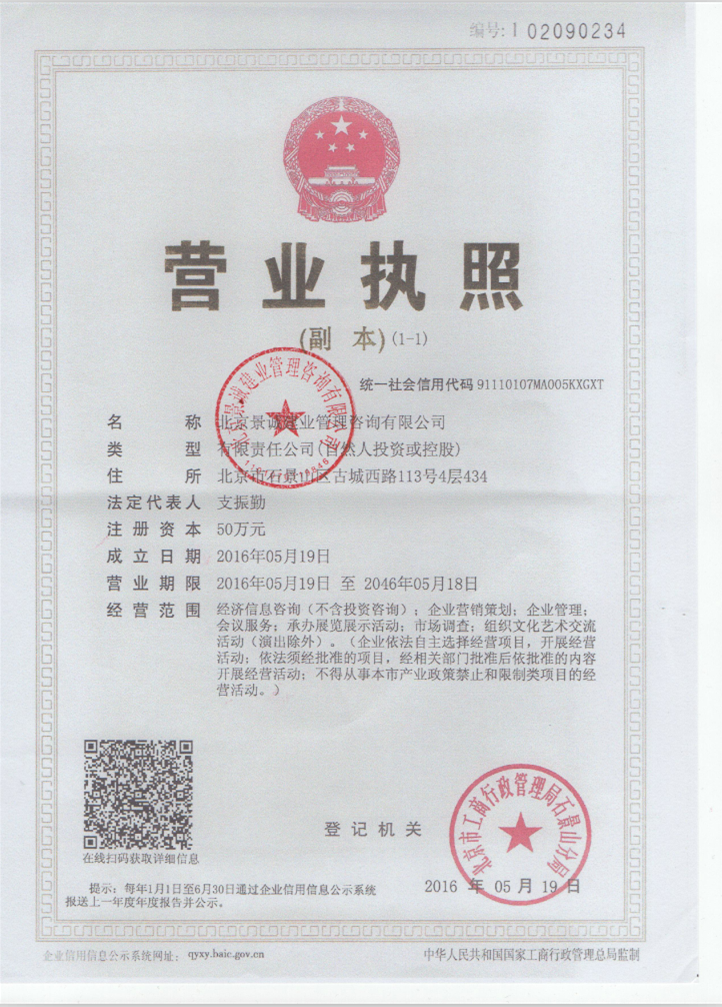 编号: I 02090234
营业执照
(副 本) (1-1)
统一社会信用代码 91110107MA005KXGXT
名 称 北京景诚建业管理咨询有限公司
类 型 有限责任公司(自然人投资或控股)
住 所 北京市石景山区古城西路113号4层434
法定代表人 支振勤
注册资本 50万元
成立日期 2016年05月19日
营业期限 2016年05月19日 至 2046年05月18日
经营范围 经济信息咨询（不含投资咨询）；企业营销策划；企业管理；
会议服务；承办展览展示活动；市场调查；组织文化艺术交流
活动（演出除外）。（企业依法自主选择经营项目，开展经营
活动；依法须经批准的项目，经相关部门批准后依批准的内容
开展经营活动；不得从事本市产业政策禁止和限制类项目的经
营活动。）
北京景诚建业管理咨询有限公司
在线扫码获取详细信息
登记机关
北京市工商行政管理局石景山分局
2016 年 05 月 19 日
提示：每年1月1日至6月30日通过企业信用信息公示系统
报送上一年度年度报告并公示。
企业信用信息公示系统网址： qyxy.baic.gov.cn
中华人民共和国国家工商行政管理总局监制